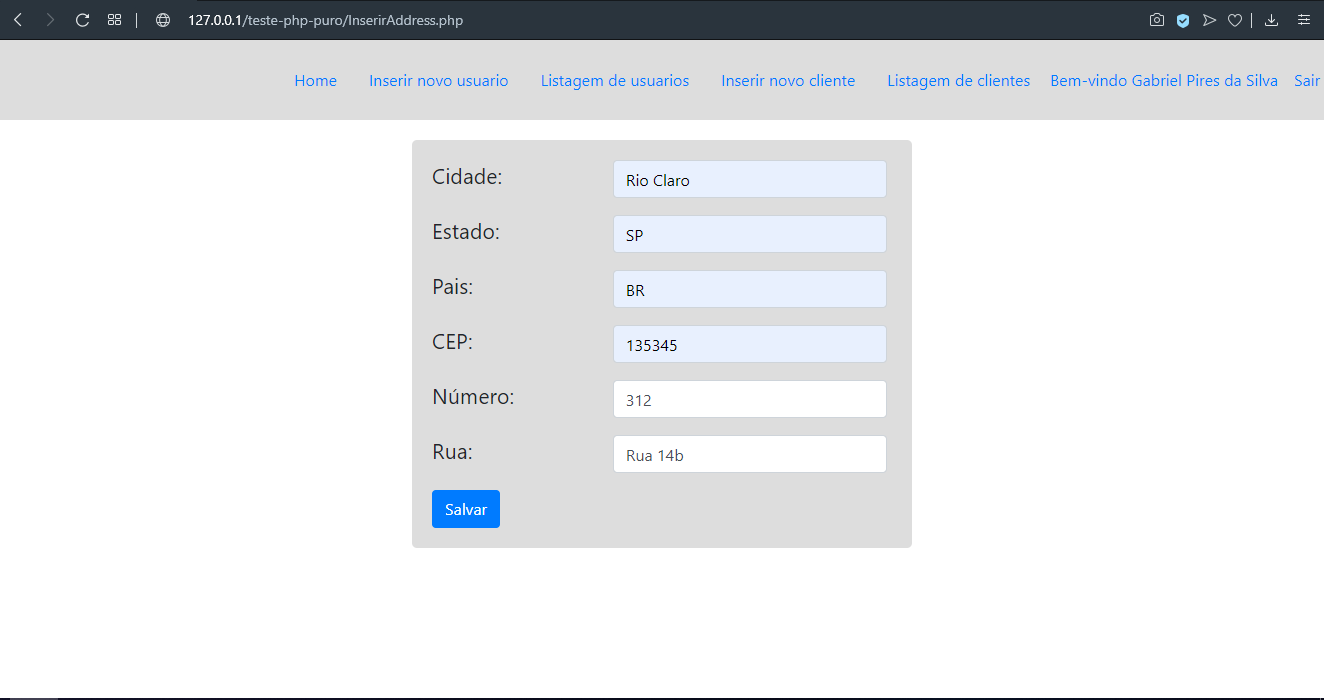 127.0.0.1/teste-php-puro/InserirAddress.php
Home Inserir novo usuario Listagem de usuarios Inserir novo cliente Listagem de clientes Bem-vindo Gabriel Pires da Silva Sair
Cidade: Rio Claro
Estado: SP
Pais: BR
CEP: 135345
Número: 312
Rua: Rua 14b
Salvar